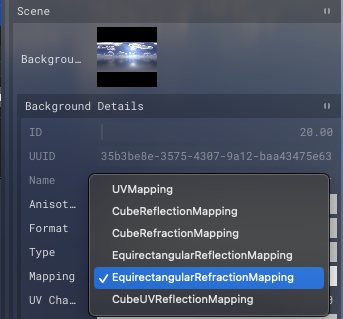 Scene
Backgrou...
Background Details
ID
20.00
UUID
35b3be8e-3575-4307-9a12-baa43475e63
Name
Anisot...
Format
Type
Mapping
UV Cha...
UVMapping
CubeReflectionMapping
CubeRefractionMapping
EquirectangularReflectionMapping
✓ EquirectangularRefractionMapping
CubeUVReflectionMapping